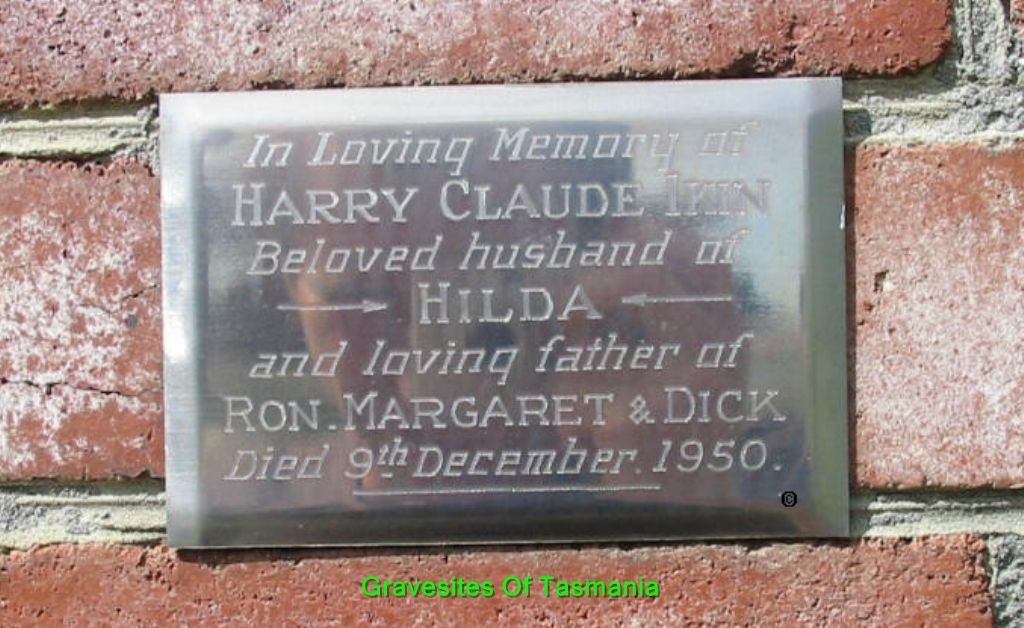 In Loving Memory of
HARRY CLAUDE IKIN
Beloved husband of
HILDA
and loving father of
RON. MARGARET & DICK
Died 9th December. 1950.
©
Gravesites Of Tasmania